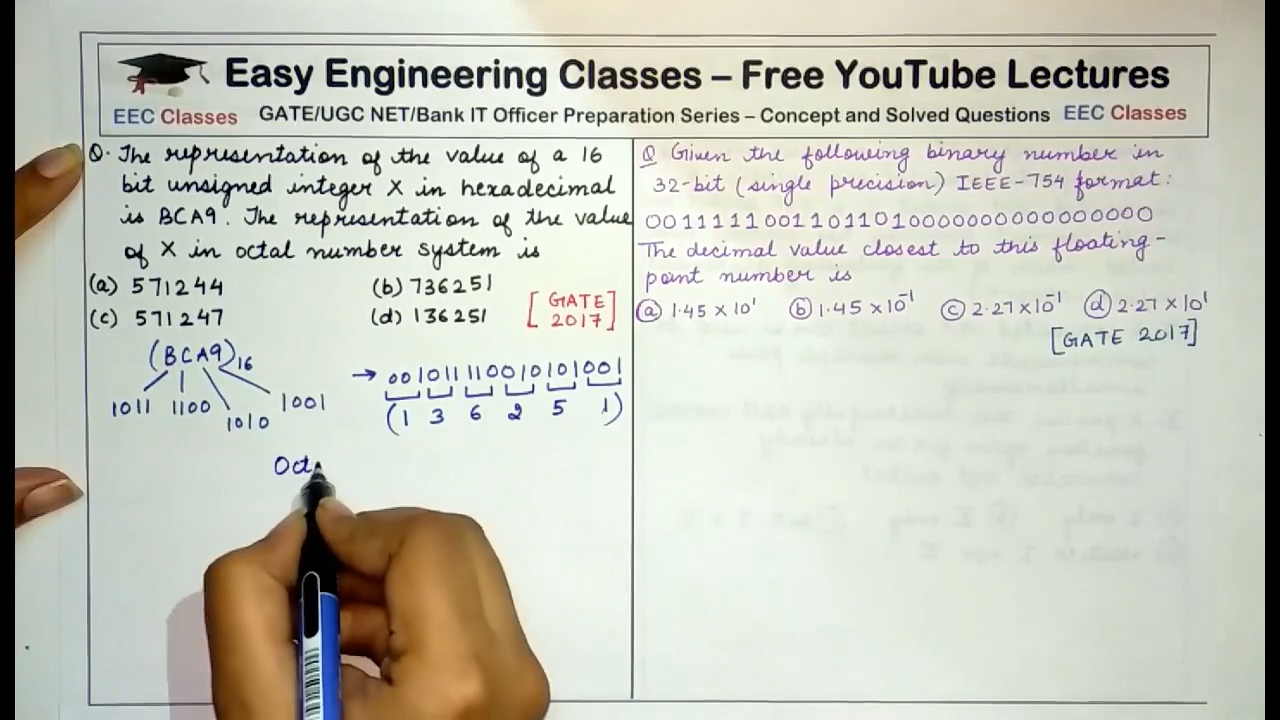 Easy Engineering Classes – Free YouTube Lectures
EEC Classes GATE/UGC NET/Bank IT Officer Preparation Series – Concept and Solved Questions EEC Classes
Q. The representation of the value of a 16
bit unsigned integer X in hexadecimal
is BCA9. The representation of the value
of X in octal number system is
(a) 571244 (b) 736251
(c) 571247 (d) 136251
[GATE
2017]
(BCA9)16
1011 1100 1010 1001
→ 001011110010101001
(1 3 6 2 5 1)
Oct
Q Given the following binary number in
32-bit (single precision) IEEE-754 format:
00111110011011010000000000000000
The decimal value closest to this floating-
point number is
(a) 1.45 × 10¹ (b) 1.45 × 10⁻¹ (c) 2.27 × 10⁻¹ (d) 2.27 × 10¹
[GATE 2017]